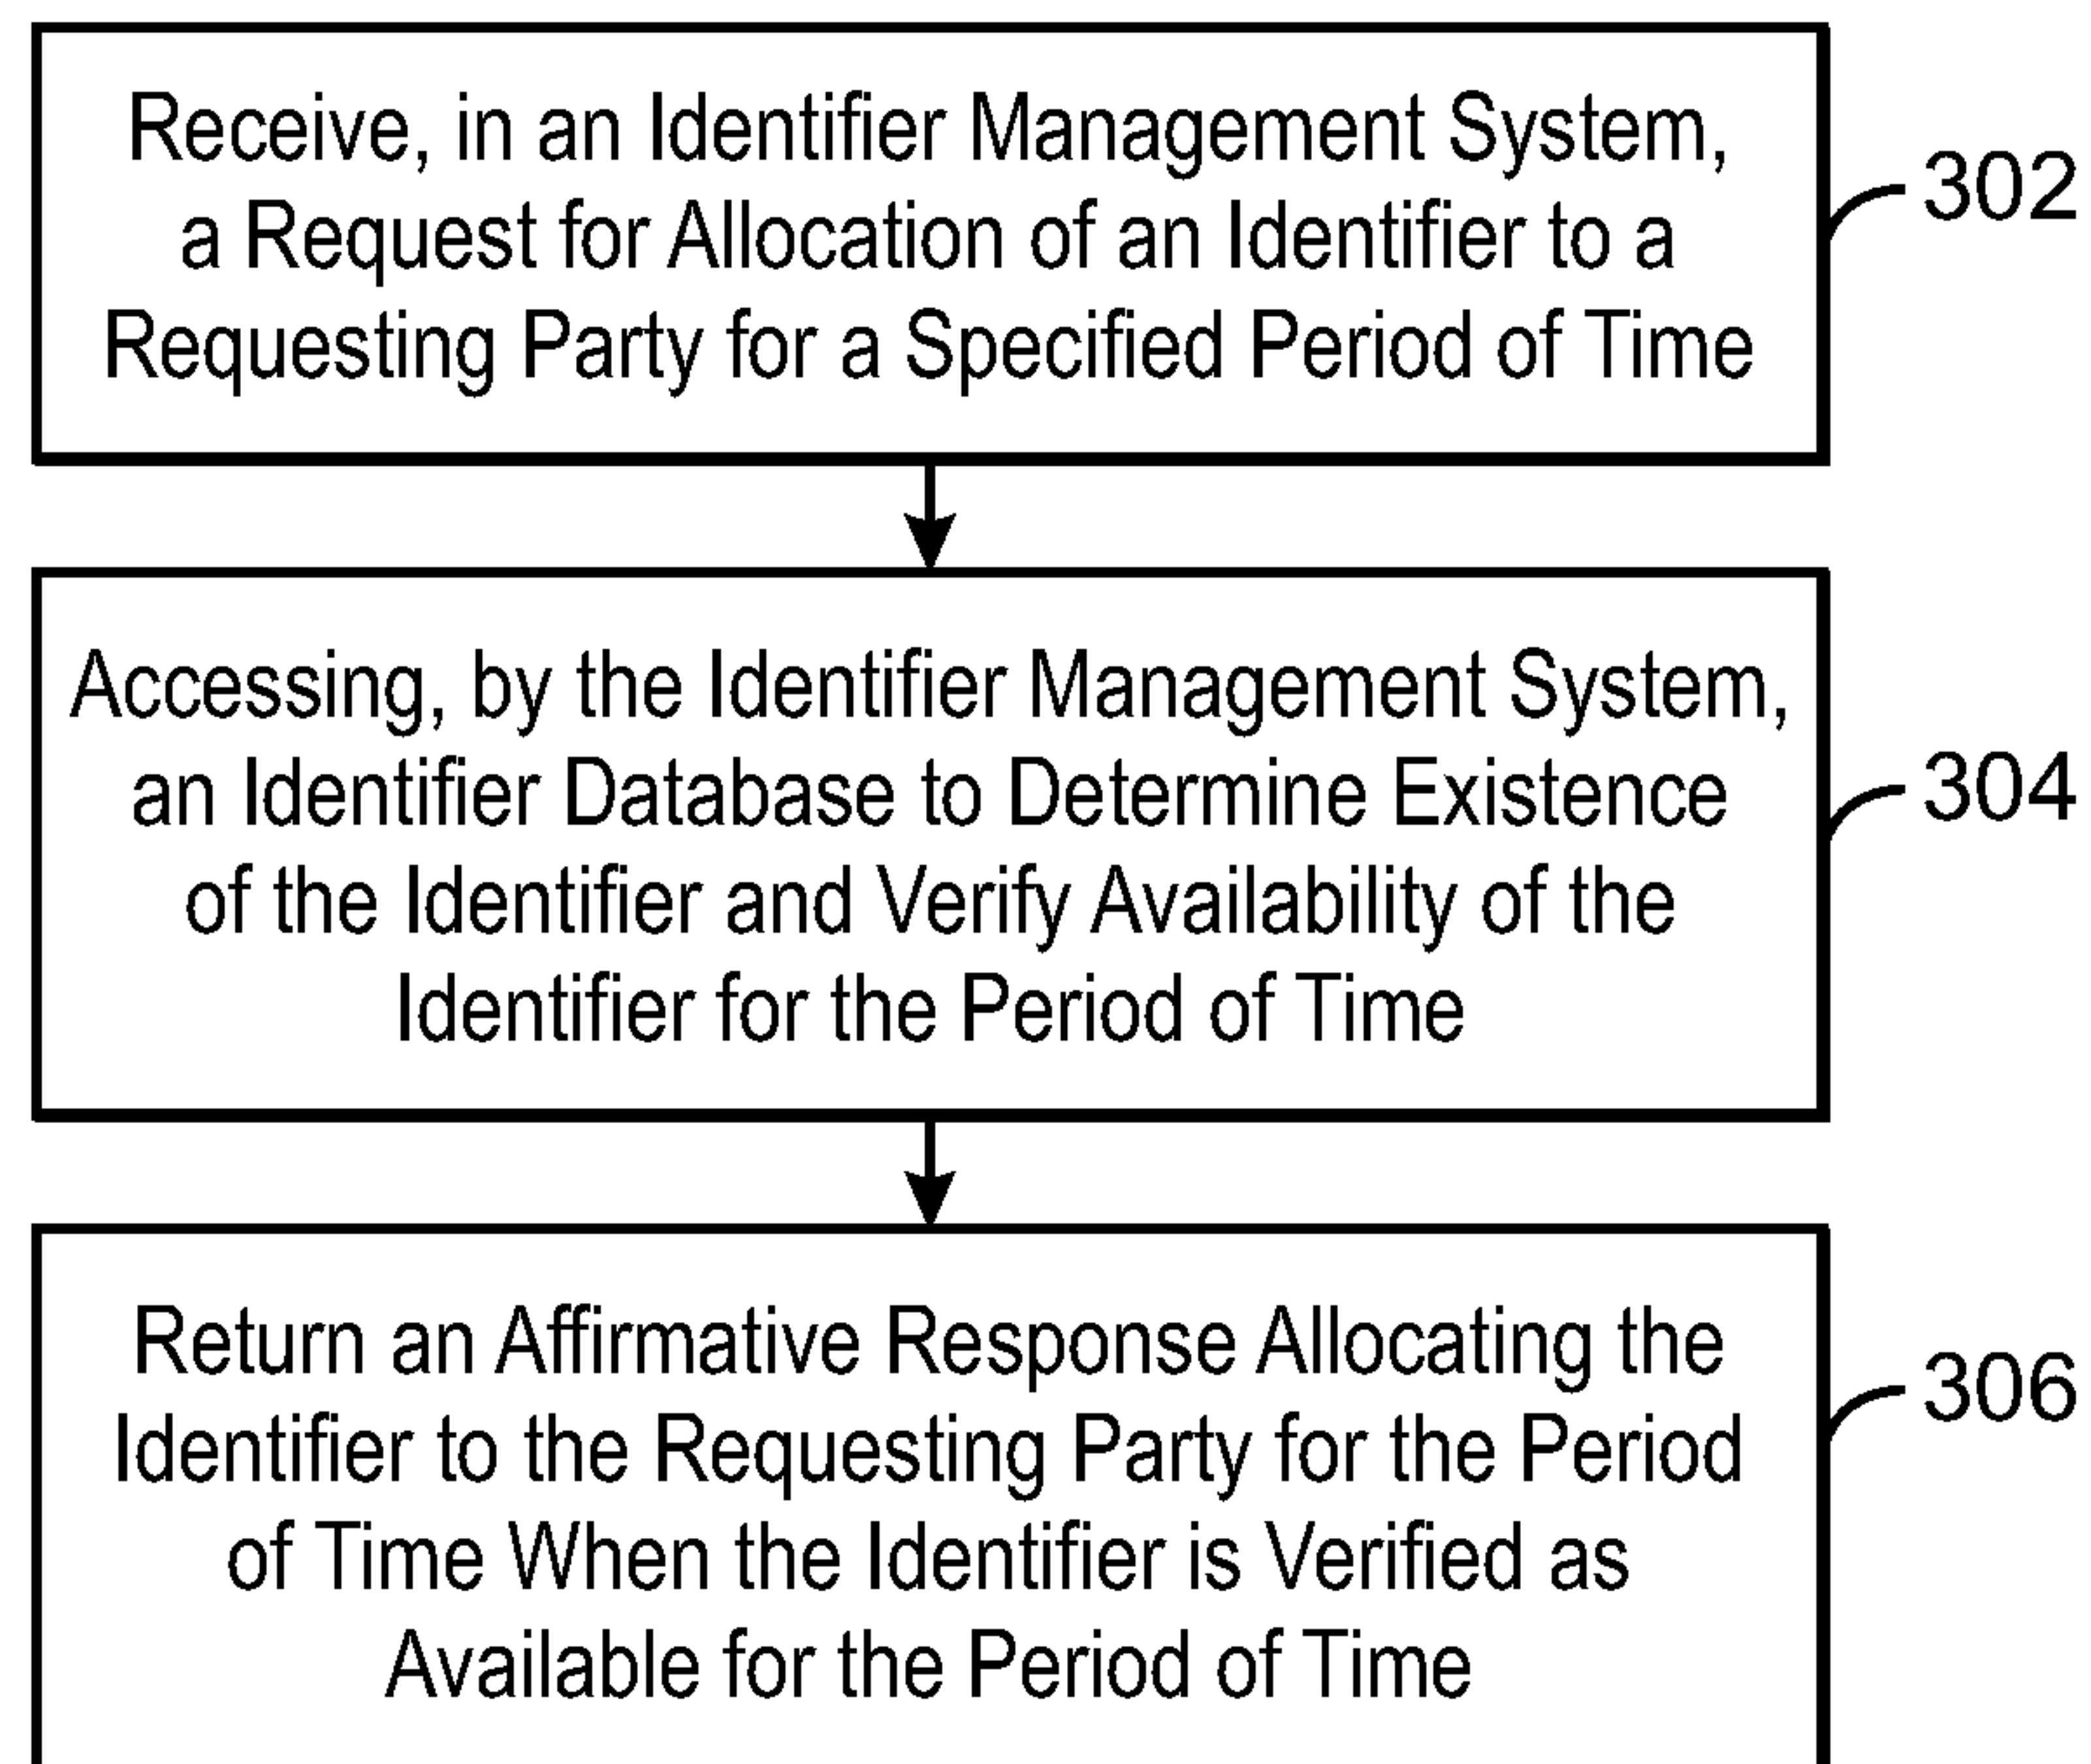 Receive, in an Identifier Management System,
a Request for Allocation of an Identifier to a
Requesting Party for a Specified Period of Time
302
Accessing, by the Identifier Management System,
an Identifier Database to Determine Existence
of the Identifier and Verify Availability of the
Identifier for the Period of Time
304
Return an Affirmative Response Allocating the
Identifier to the Requesting Party for the Period
of Time When the Identifier is Verified as
Available for the Period of Time
306